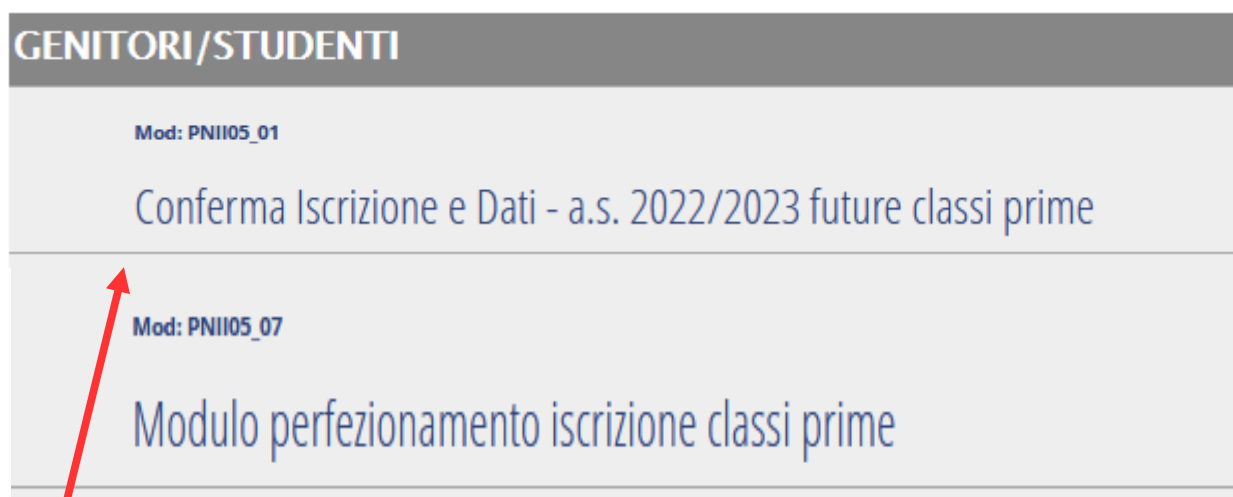 GENITORI/STUDENTI
Mod: PNII05_01
Conferma Iscrizione e Dati - a.s. 2022/2023 future classi prime
Mod: PNII05_07
Modulo perfezionamento iscrizione classi prime